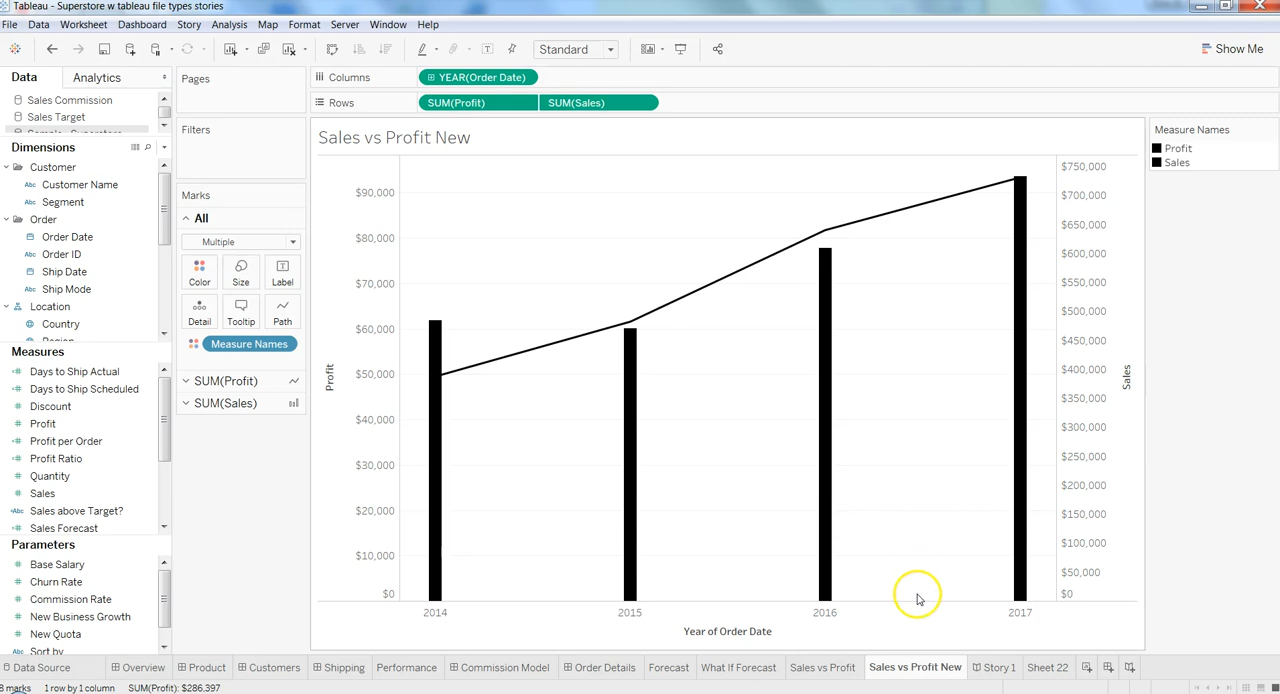 Tableau - Superstore w tableau file types stories
File Data Worksheet Dashboard Story Analysis Map Format Server Window Help
Standard
Show Me
Data Analytics
Sales Commission
Sales Target
Sample - Superstore
Dimensions
Customer
Abc Customer Name
Abc Segment
Order
Order Date
Abc Order ID
Ship Date
Abc Ship Mode
Location
Country
Region
Measures
Days to Ship Actual
Days to Ship Scheduled
Discount
Profit
Profit per Order
Profit Ratio
Quantity
Sales
Abc Sales above Target?
Sales Forecast
Parameters
Base Salary
Churn Rate
Commission Rate
New Business Growth
New Quota
Sort by
Pages
Filters
Marks
All
Multiple
Color Size Label
Detail Tooltip Path
Measure Names
SUM(Profit)
SUM(Sales)
Columns YEAR(Order Date)
Rows SUM(Profit) SUM(Sales)
Sales vs Profit New
$90,000
$80,000
$70,000
$60,000
$50,000
$40,000
$30,000
$20,000
$10,000
$0
Profit
$750,000
$700,000
$650,000
$600,000
$550,000
$500,000
$450,000
$400,000
$350,000
$300,000
$250,000
$200,000
$150,000
$100,000
$50,000
$0
Sales
2014 2015 2016 2017
Year of Order Date
Measure Names
Profit
Sales
Data Source Overview Product Customers Shipping Performance Commission Model Order Details Forecast What If Forecast Sales vs Profit Sales vs Profit New Story 1 Sheet 22
8 marks 1 row by 1 column SUM(Profit): $286,397